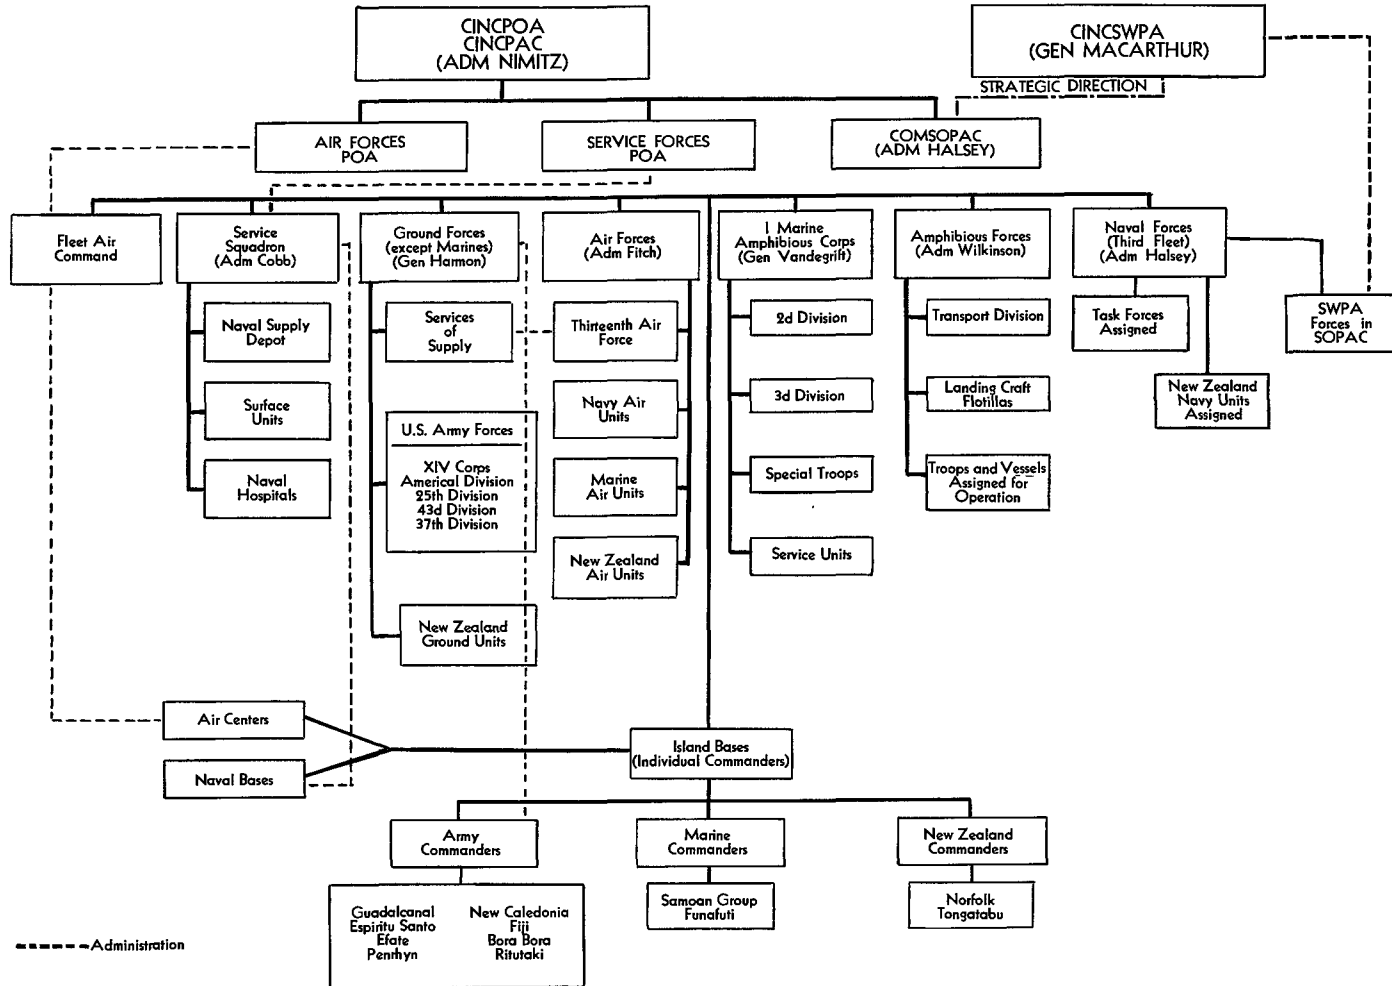 CINCPOA
CINCPAC
(ADM NIMITZ)
CINCSWPA
(GEN MACARTHUR)
STRATEGIC DIRECTION
AIR FORCES
POA
SERVICE FORCES
POA
COMSOPAC
(ADM HALSEY)
Fleet Air
Command
Service
Squadron
(Adm Cobb)
Ground Forces
(except Marines)
(Gen Harmon)
Air Forces
(Adm Fitch)
I Marine
Amphibious Corps
(Gen Vandegrift)
Amphibious Forces
(Adm Wilkinson)
Naval Forces
(Third Fleet)
(Adm Halsey)
SWPA
Forces in
SOPAC
Naval Supply
Depot
Surface
Units
Naval
Hospitals
Services
of
Supply
U.S. Army Forces
XIV Corps
Americal Division
25th Division
43d Division
37th Division
New Zealand
Ground Units
Thirteenth Air
Force
Navy Air
Units
Marine
Air Units
New Zealand
Air Units
2d Division
3d Division
Special Troops
Service Units
Transport Division
Landing Craft
Flotillas
Troops and Vessels
Assigned for
Operation
Task Forces
Assigned
New Zealand
Navy Units
Assigned
Air Centers
Naval Bases
Island Bases
(Individual Commanders)
Army
Commanders
Marine
Commanders
New Zealand
Commanders
Guadalcanal
Espiritu Santo
Efate
Penrhyn
New Caledonia
Fiji
Bora Bora
Ritutaki
Samoan Group
Funafuti
Norfolk
Tongatabu
Administration